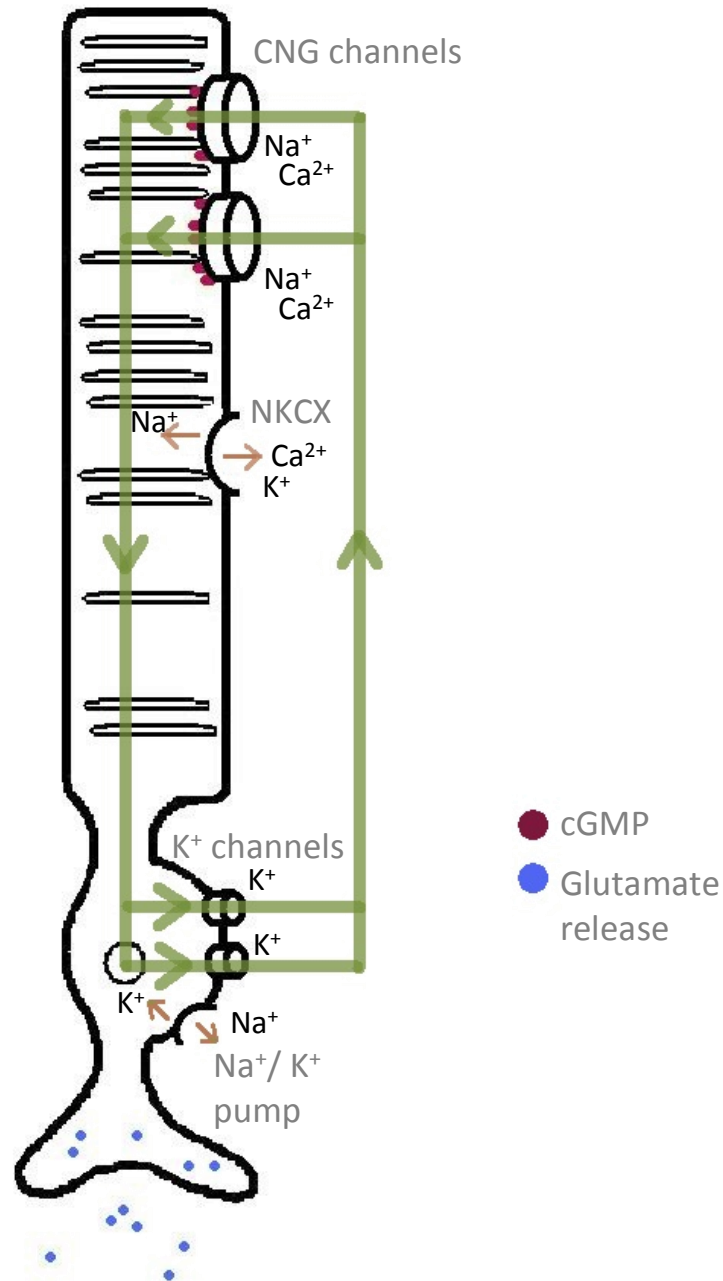 CNG channels
Na⁺
Ca²⁺
Na⁺
Ca²⁺
NKCX
Na⁺
Ca²⁺
K⁺
K⁺ channels
K⁺
K⁺
K⁺
Na⁺
Na⁺/ K⁺
pump
cGMP
Glutamate
release